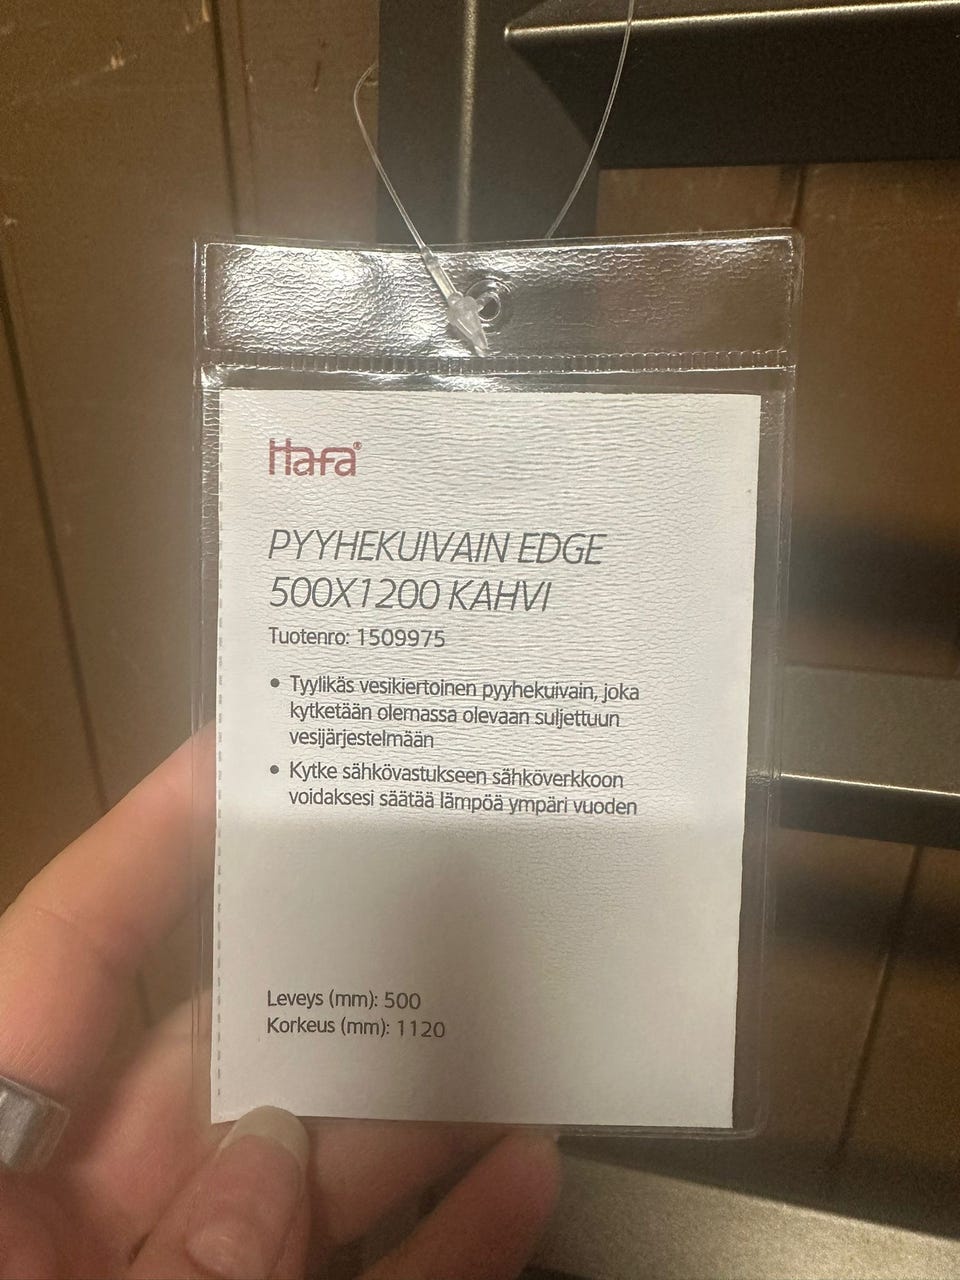 Hafa®
PYYHEKUIVAIN EDGE
500X1200 KAHVI
Tuotenro: 1509975
• Tyylikäs vesikiertoinen pyyhekuivain, joka
kytketään olemassa olevaan suljettuun
vesijärjestelmään
• Kytke sähkövastukseen sähköverkkoon
voidaksesi säätää lämpöä ympäri vuoden
Leveys (mm): 500
Korkeus (mm): 1120